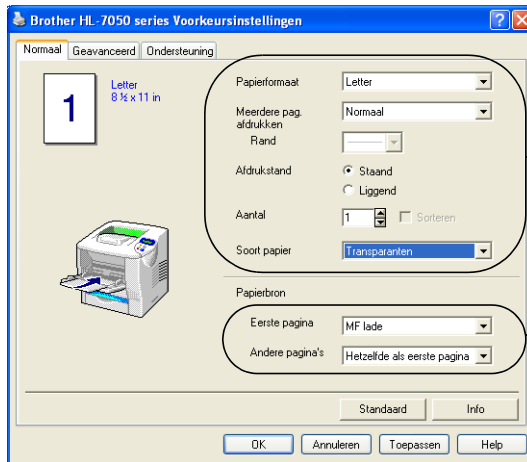 Brother HL-7050 series Voorkeursinstellingen
Normaal Geavanceerd Ondersteuning
1
Letter
8 ½ x 11 in
Papierformaat Letter
Meerdere pag. afdrukken Normaal
Rand
Afdrukstand Staand
Liggend
Aantal 1 Sorteren
Soort papier Transparanten
Papierbron
Eerste pagina MF lade
Andere pagina's Hetzelfde als eerste pagina
Standaard Info
OK Annuleren Toepassen Help